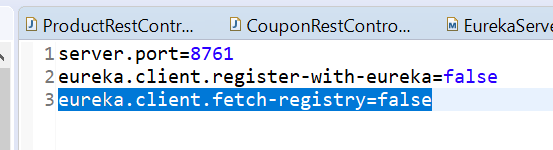 ProductRestContr... CouponRestContro... EurekaServe
1 server.port=8761
2 eureka.client.register-with-eureka=false
3 eureka.client.fetch-registry=false